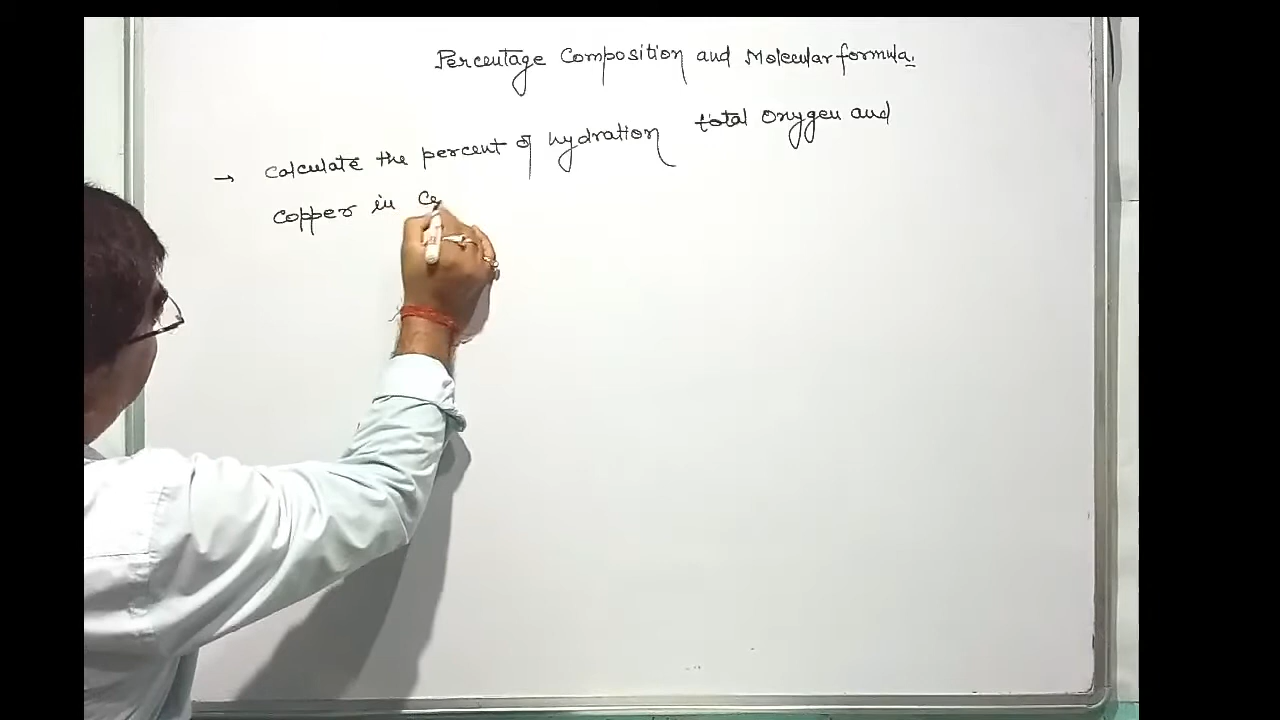 Percentage Composition and Molecular formula.
→ Calculate the percent of hydration total oxygen and
copper in